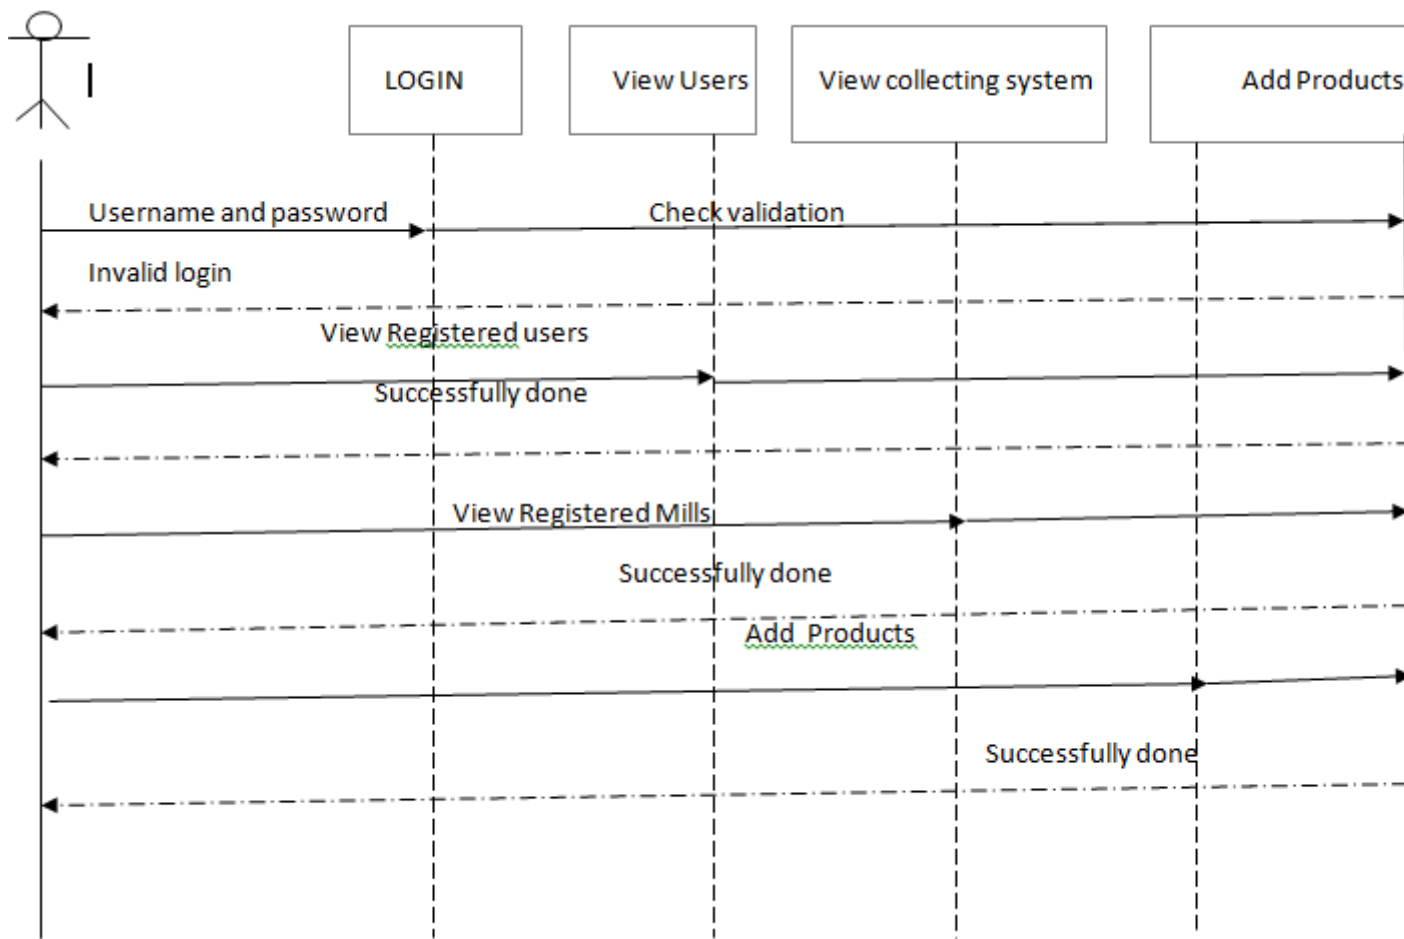 LOGIN
View Users
View collecting system
Add Products
Username and password
Check validation
Invalid login
View Registered users
Successfully done
View Registered Mills
Successfully done
Add Products
Successfully done